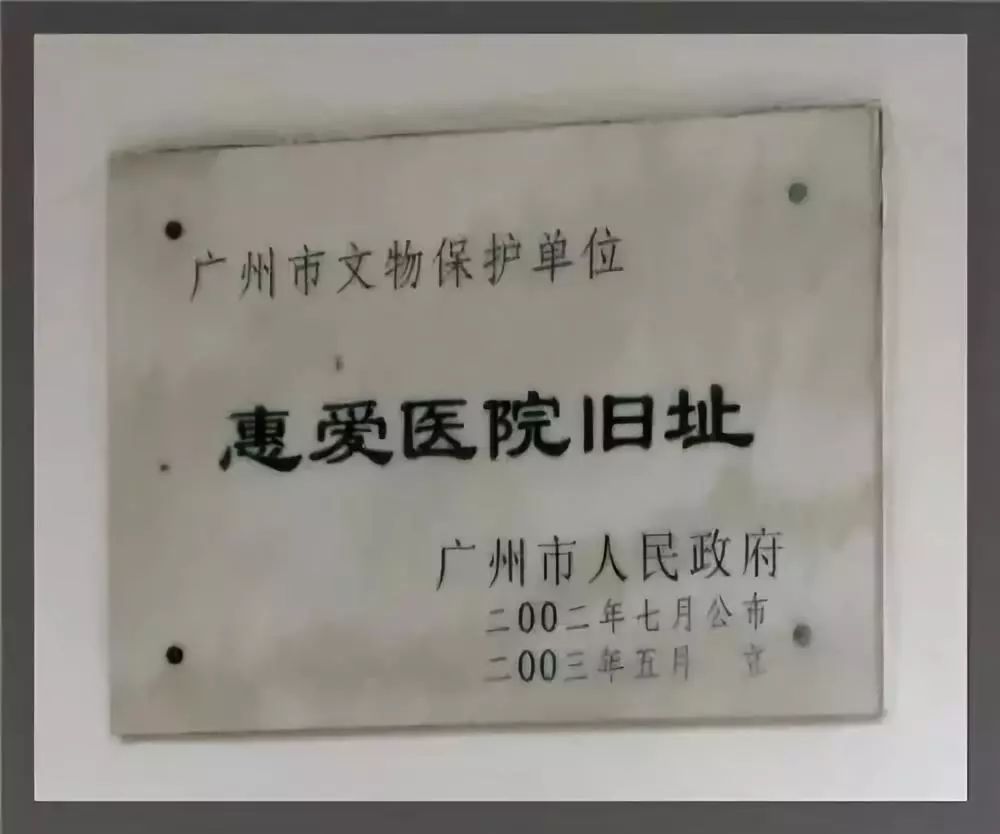 广州市文物保护单位
惠爱医院旧址
广州市人民政府
二00二年七月公布
二00三年五月 立